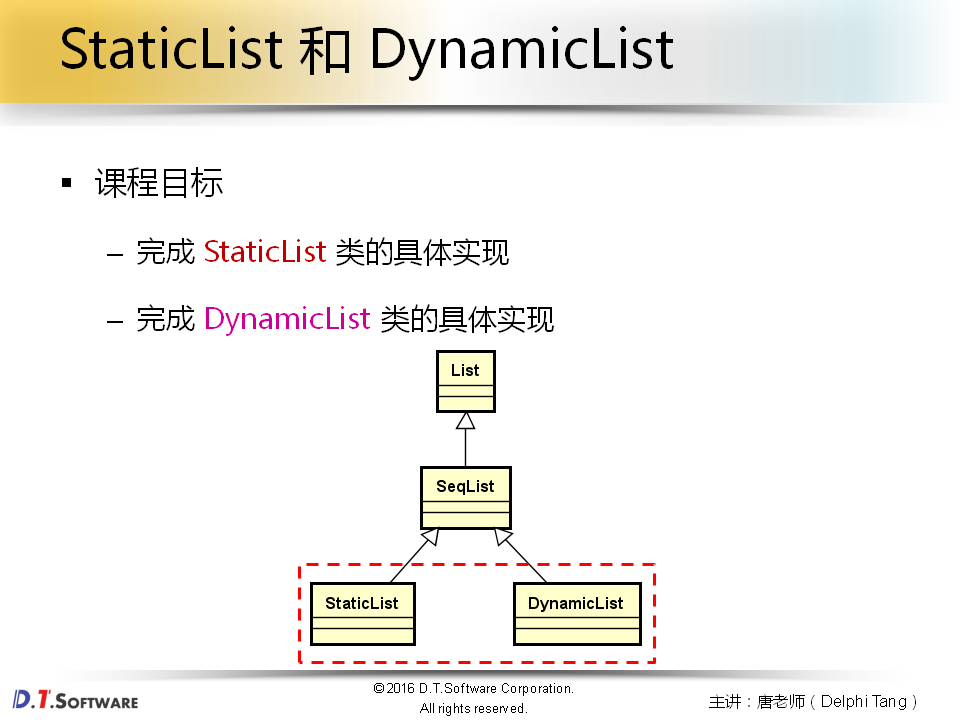 StaticList 和 DynamicList
▪ 课程目标
– 完成 StaticList 类的具体实现
– 完成 DynamicList 类的具体实现
List
SeqList
StaticList
DynamicList
D.T.SOFTWARE
©2016 D.T.Software Corporation.
All rights reserved.
主讲：唐老师（Delphi Tang）